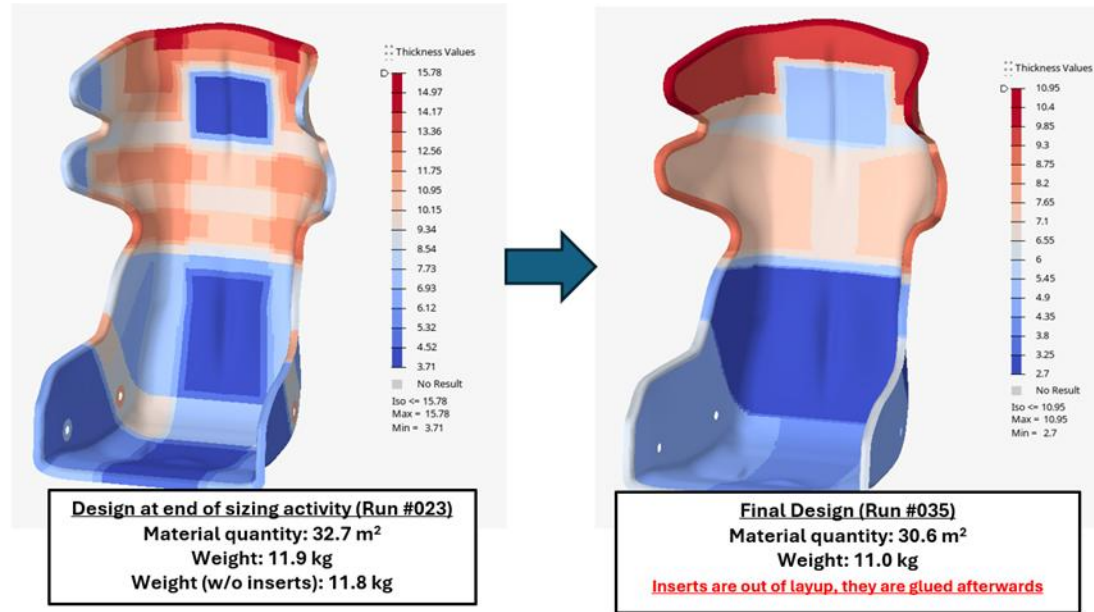 Thickness Values
15.78
14.97
14.17
13.36
12.56
11.75
10.95
10.15
9.34
8.54
7.73
6.93
6.12
5.32
4.52
3.71
No Result
Iso <= 15.78
Max = 15.78
Min = 3.71
Thickness Values
10.95
10.4
9.85
9.3
8.75
8.2
7.65
7.1
6.55
6
5.45
4.9
4.35
3.8
3.25
2.7
No Result
Iso <= 10.95
Max = 10.95
Min = 2.7
Design at end of sizing activity (Run #023)
Material quantity: 32.7 m²
Weight: 11.9 kg
Weight (w/o inserts): 11.8 kg
Final Design (Run #035)
Material quantity: 30.6 m²
Weight: 11.0 kg
Inserts are out of layup, they are glued afterwards